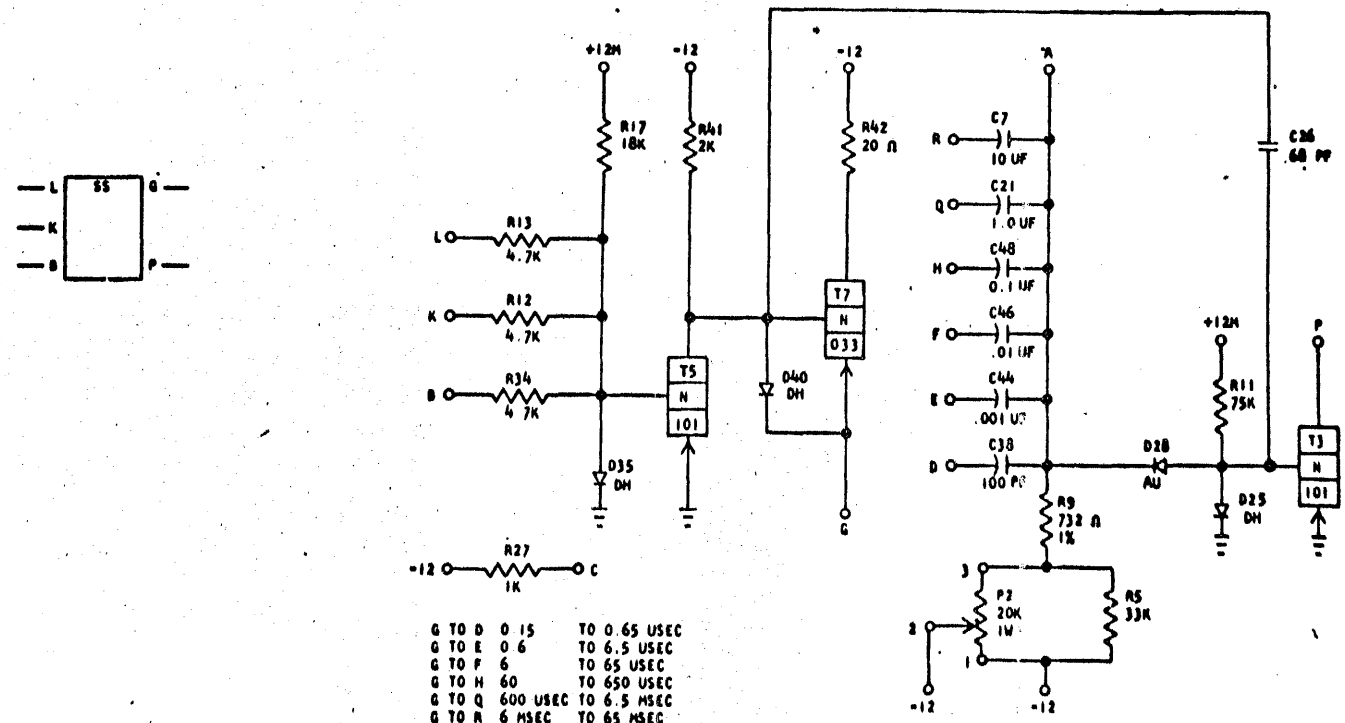 L SS G
K
B P
+12M
-12
-12
A
R17
18K
R41
2K
R42
20 Ω
R C7
10 UF
C26
68 PF
Q C21
1.0 UF
L R13
4.7K
H C48
0.1 UF
T7
N
033
K R12
4.7K
F C46
.01 UF
+12M
P
B R34
4.7K
T5
N
101
D40
DH
E C44
.001 UF
R11
75K
D C38
100 PF
D28
AU
T3
N
101
D35
DH
R9
732 Ω
1%
D25
DH
G
-12 R27 C
1K
3
P2
20K
1W
R5
33K
2
1
-12
-12
G TO D 0.15 TO 0.65 USEC
G TO E 0.6 TO 6.5 USEC
G TO F 6 TO 65 USEC
G TO H 60 TO 650 USEC
G TO Q 600 USEC TO 6.5 MSEC
G TO R 6 MSEC TO 65 MSEC